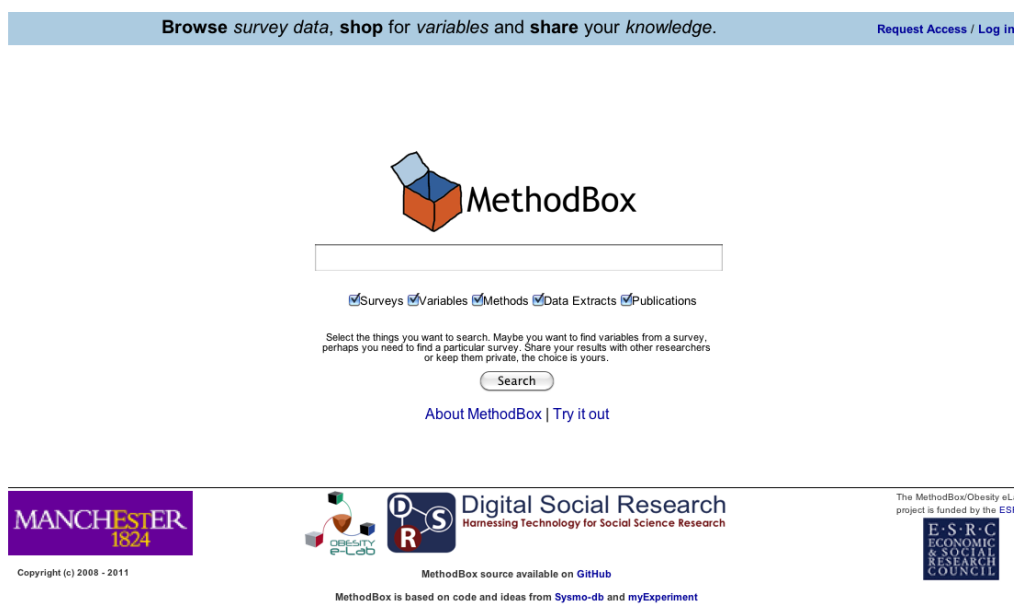 Browse survey data, shop for variables and share your knowledge.
Request Access / Log in
MethodBox
Surveys Variables Methods Data Extracts Publications
Select the things you want to search. Maybe you want to find variables from a survey,
perhaps you need to find a particular survey. Share your results with other researchers
or keep them private, the choice is yours.
Search
About MethodBox | Try it out
MANCHEStER
1824
Copyright (c) 2008 - 2011
OBESITY
e-Lab
D S R
Digital Social Research
Harnessing Technology for Social Science Research
MethodBox source available on GitHub
MethodBox is based on code and ideas from Sysmo-db and myExperiment
The MethodBox/Obesity
project is funded by the
E·S·R·C
ECONOMIC
& SOCIAL
RESEARCH
COUNCIL